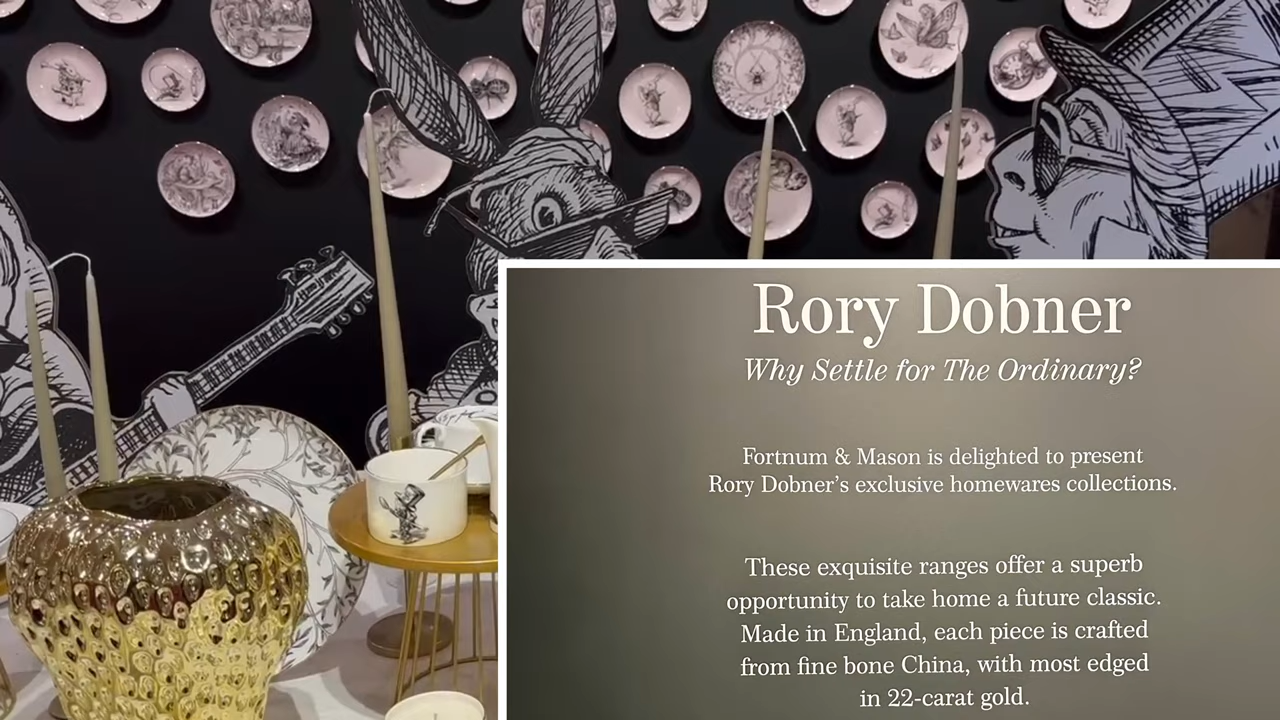 Rory Dobner
Why Settle for The Ordinary?
Fortnum & Mason is delighted to present
Rory Dobner's exclusive homewares collections.
These exquisite ranges offer a superb
opportunity to take home a future classic.
Made in England, each piece is crafted
from fine bone China, with most edged
in 22-carat gold.